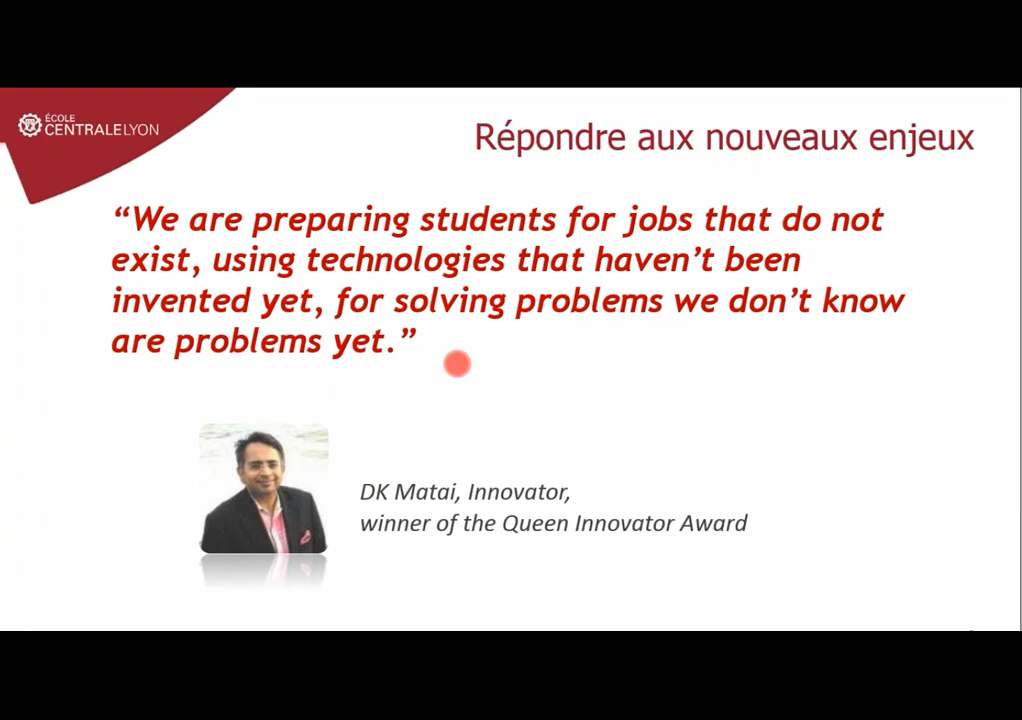 ÉCOLE
CENTRALELYON
Répondre aux nouveaux enjeux
“We are preparing students for jobs that do not
exist, using technologies that haven’t been
invented yet, for solving problems we don’t know
are problems yet.”
DK Matai, Innovator,
winner of the Queen Innovator Award